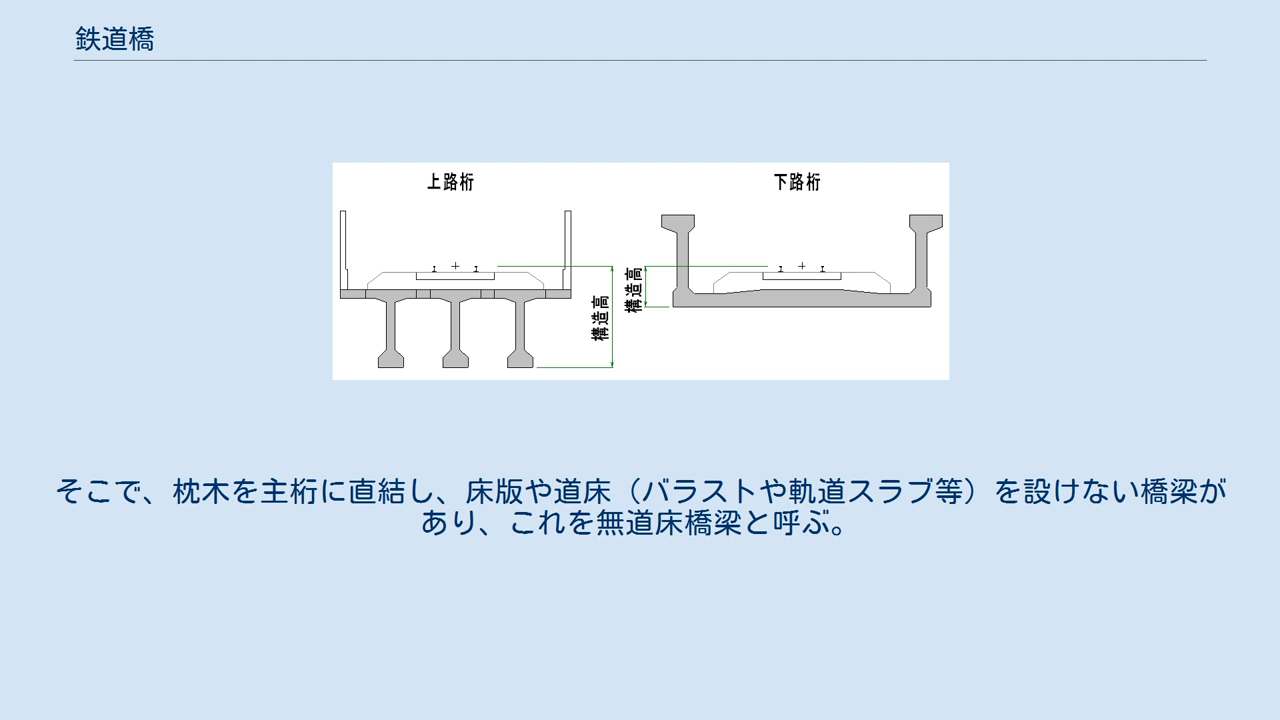 鉄道橋
上路桁
下路桁
構造高
構造高
そこで、枕木を主桁に直結し、床版や道床（バラストや軌道スラブ等）を設けない橋梁が
あり、これを無道床橋梁と呼ぶ。